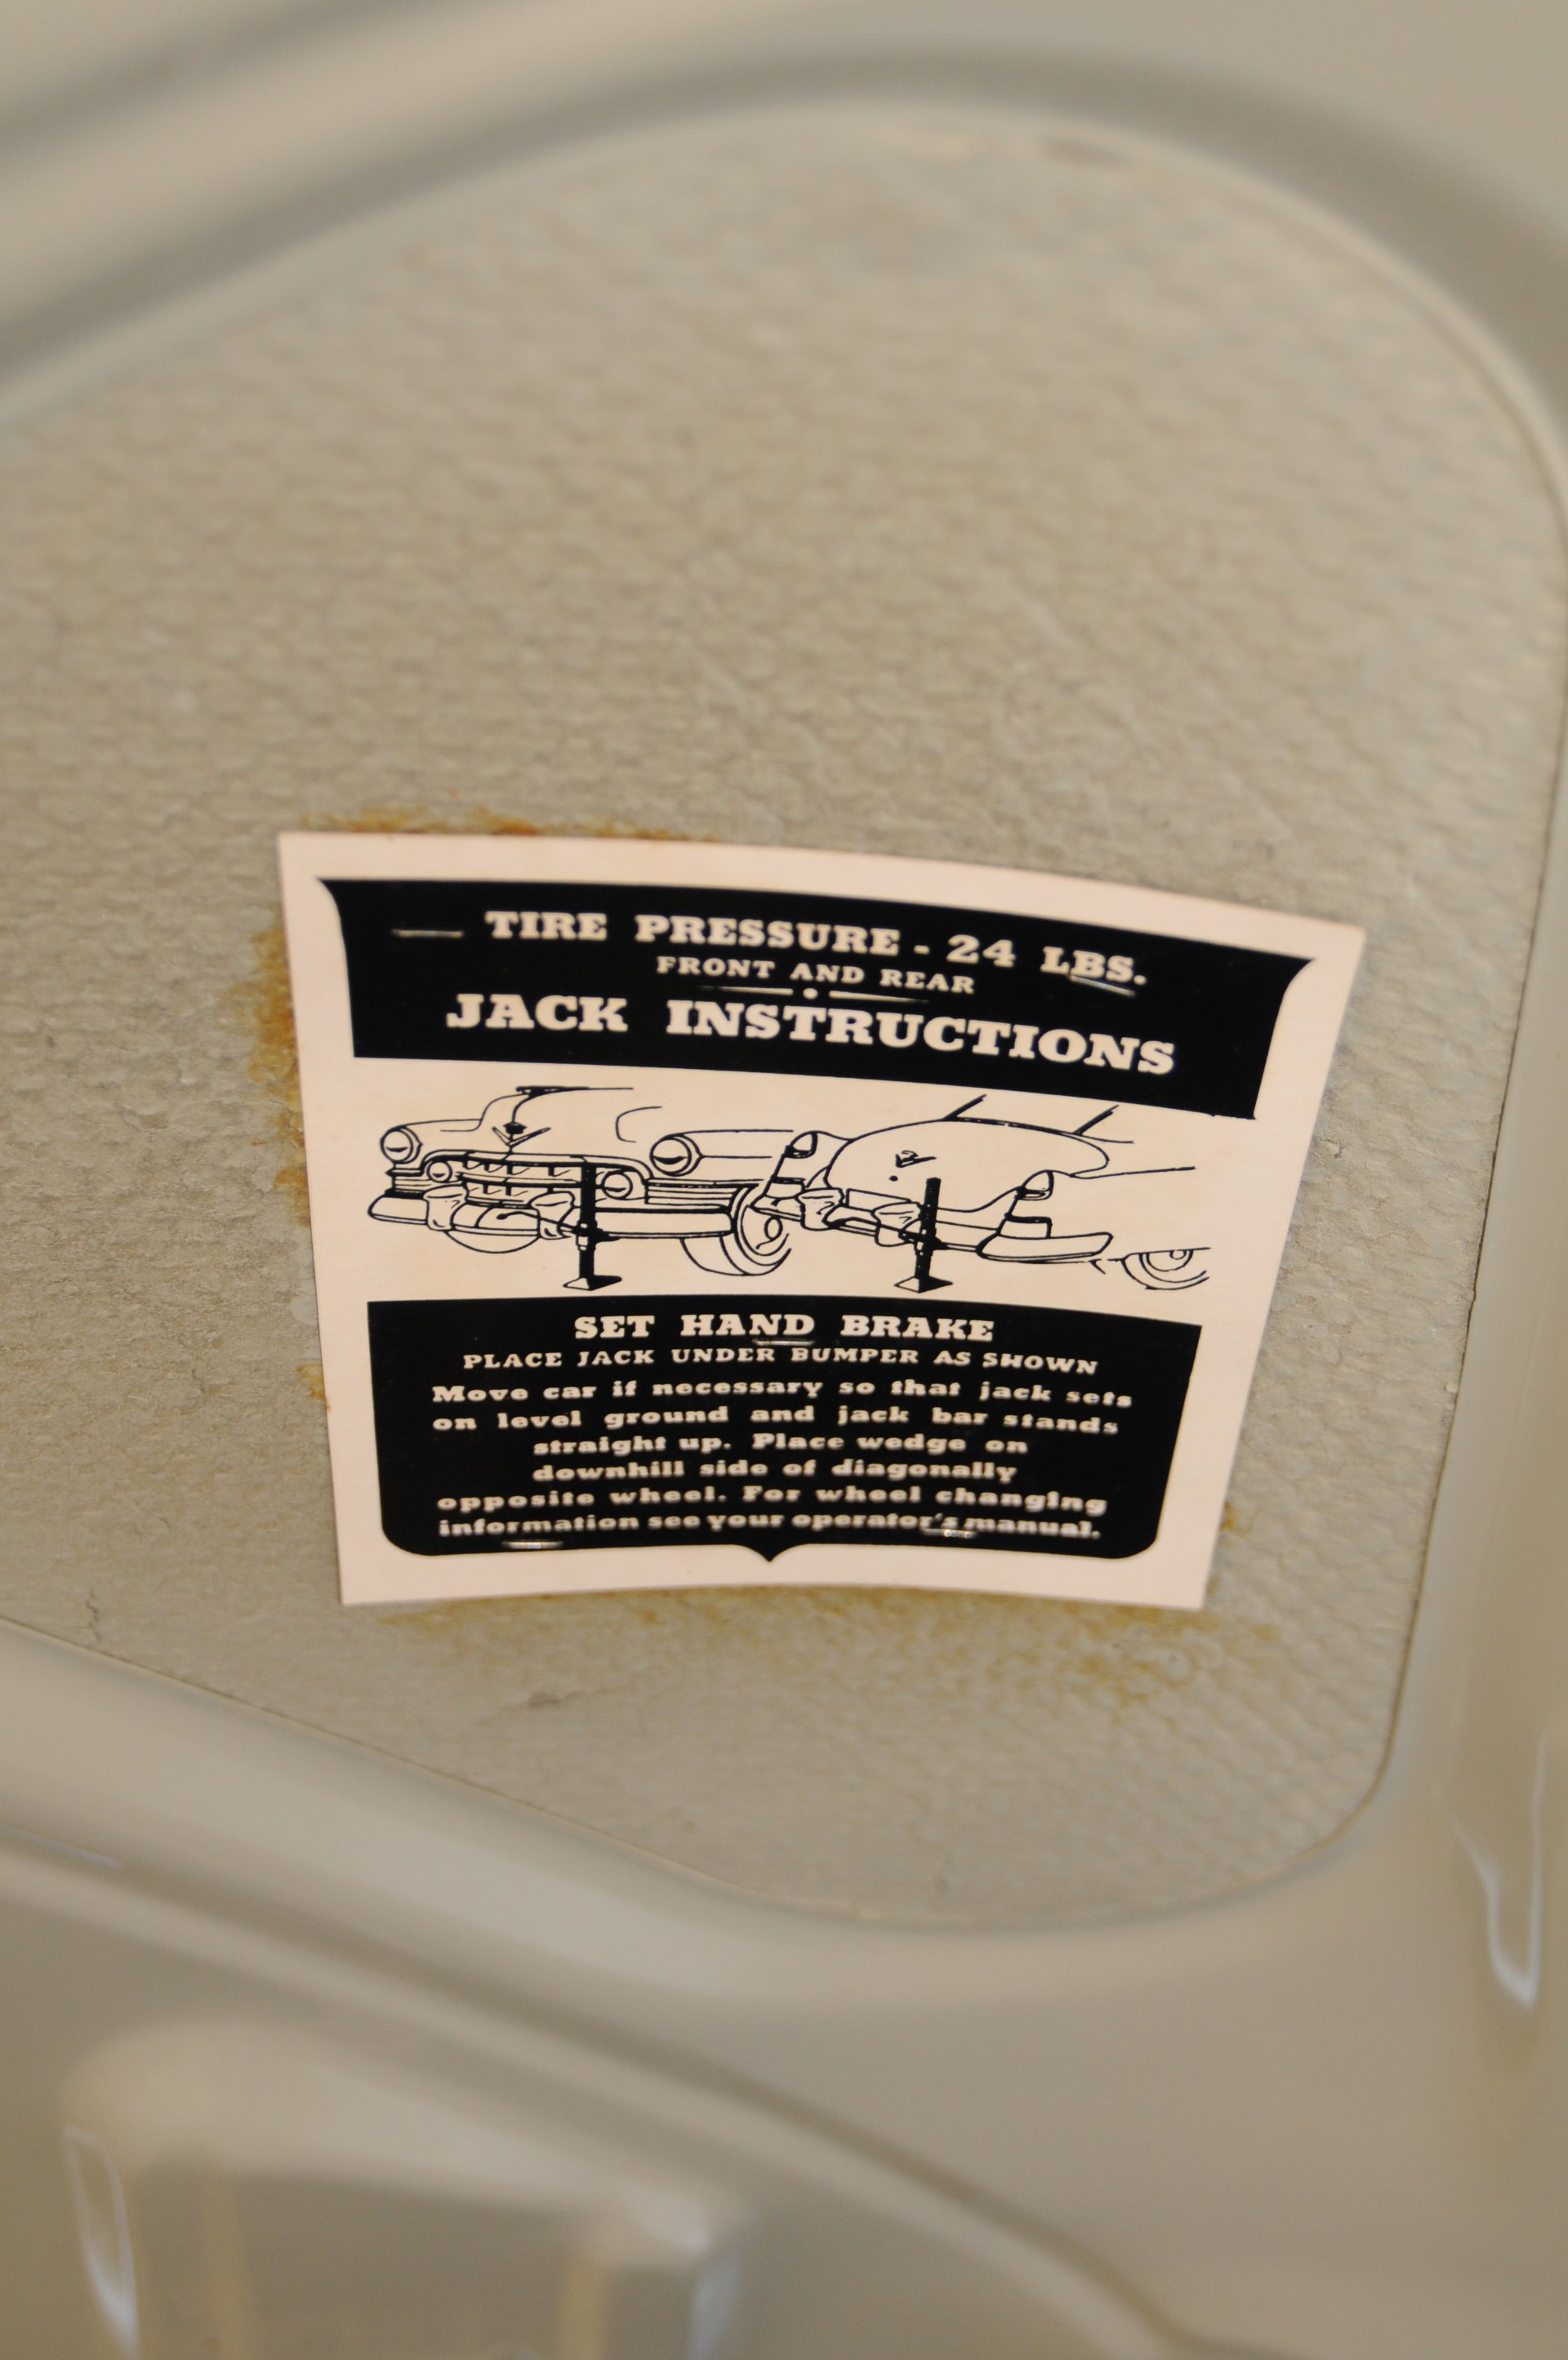 TIRE PRESSURE - 24 LBS.
FRONT AND REAR
JACK INSTRUCTIONS
SET HAND BRAKE
PLACE JACK UNDER BUMPER AS SHOWN
Move car if necessary so that jack sets
on level ground and jack bar stands
straight up. Place wedge on
downhill side of diagonally
opposite wheel. For wheel changing
information see your operator's manual.